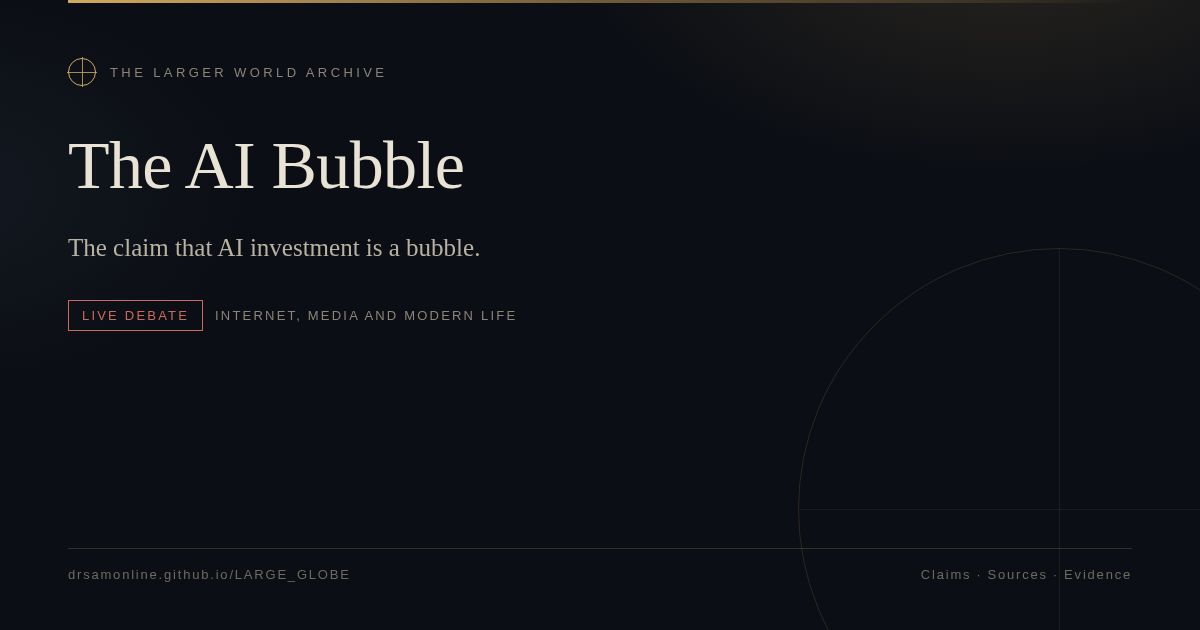 THE LARGER WORLD ARCHIVE
The AI Bubble
The claim that AI investment is a bubble.
LIVE DEBATE INTERNET, MEDIA AND MODERN LIFE
drsamonline.github.io/LARGE_GLOBE
Claims · Sources · Evidence